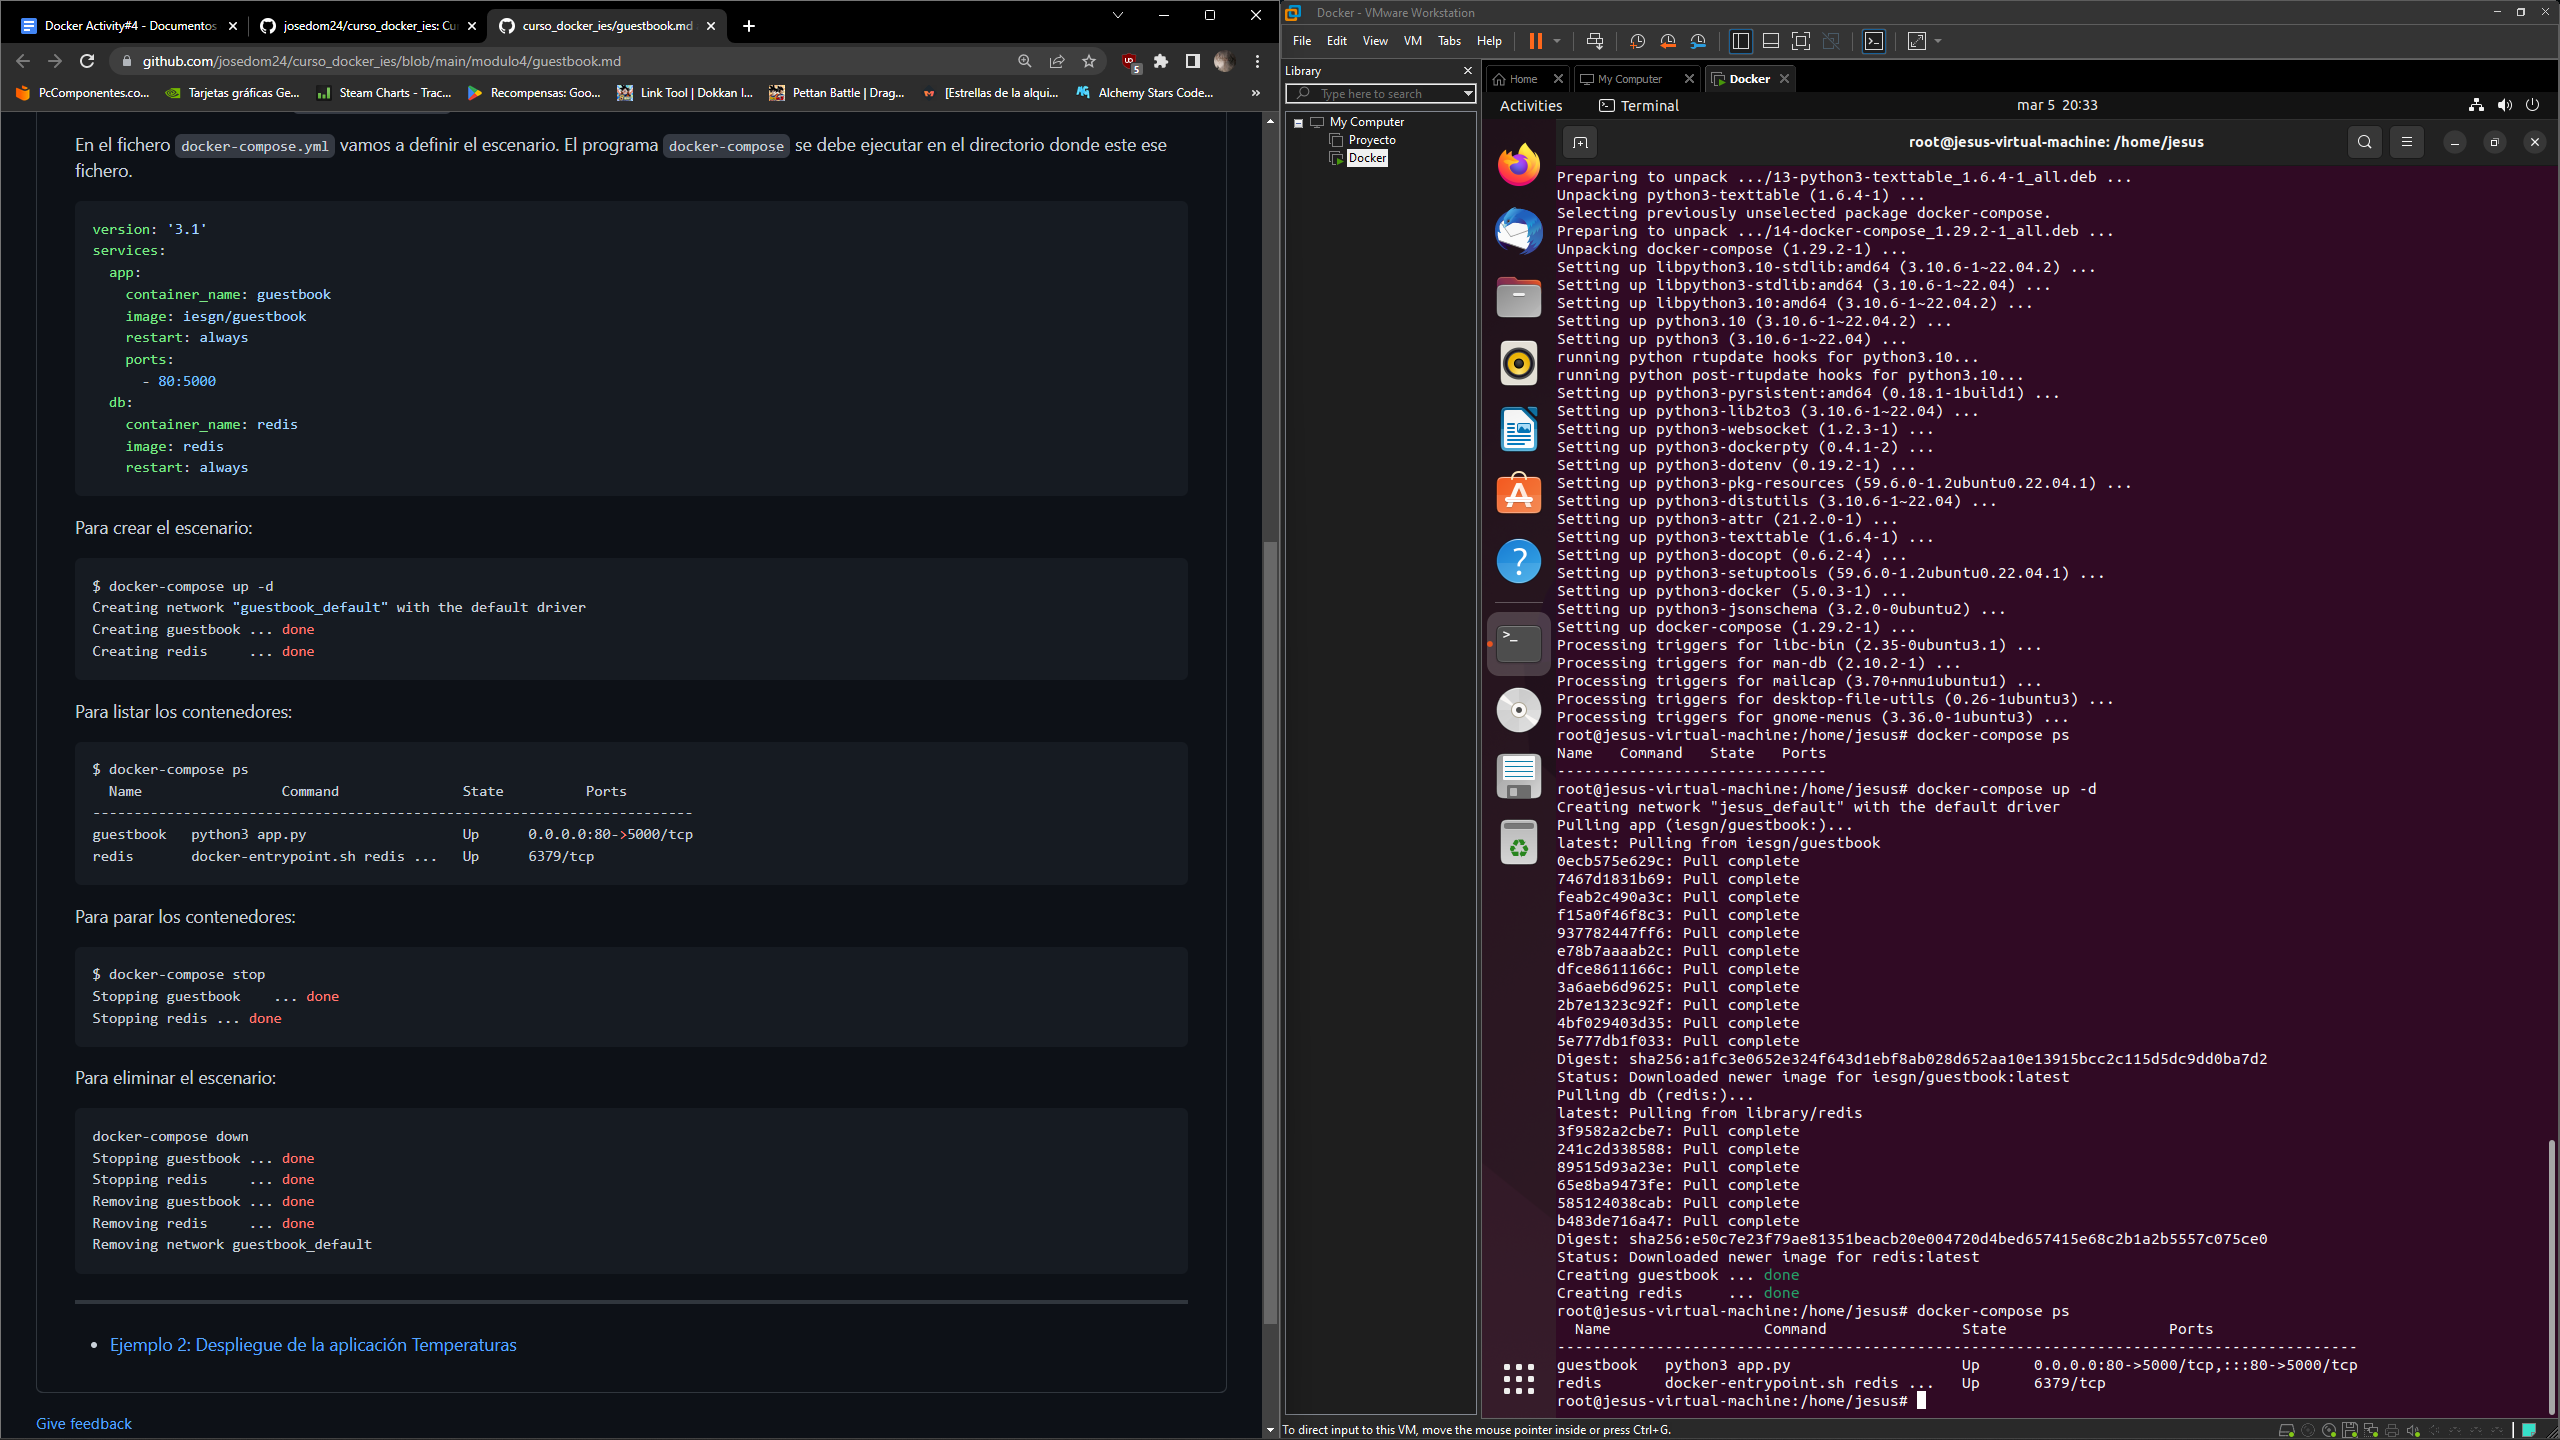 Docker Activity#4 - Documentos
josedom24/curso_docker_ies: Cu
curso_docker_ies/guestbook.md
github.com/josedom24/curso_docker_ies/blob/main/modulo4/guestbook.md
5
PcComponentes.co...
Tarjetas gráficas Ge...
Steam Charts - Trac...
Recompensas: Goo...
Link Tool | Dokkan I...
Pettan Battle | Drag...
[Estrellas de la alqui...
Alchemy Stars Code...
»
En el fichero docker-compose.yml vamos a definir el escenario. El programa docker-compose se debe ejecutar en el directorio donde este ese
fichero.
version: '3.1'
services:
  app:
    container_name: guestbook
    image: iesgn/guestbook
    restart: always
    ports:
      - 80:5000
  db:
    container_name: redis
    image: redis
    restart: always
Para crear el escenario:
$ docker-compose up -d
Creating network "guestbook_default" with the default driver
Creating guestbook ... done
Creating redis     ... done
Para listar los contenedores:
$ docker-compose ps
  Name                 Command               State          Ports
-------------------------------------------------------------------------
guestbook   python3 app.py                   Up      0.0.0.0:80->5000/tcp
redis       docker-entrypoint.sh redis ...   Up      6379/tcp
Para parar los contenedores:
$ docker-compose stop
Stopping guestbook    ... done
Stopping redis ... done
Para eliminar el escenario:
docker-compose down
Stopping guestbook ... done
Stopping redis     ... done
Removing guestbook ... done
Removing redis     ... done
Removing network guestbook_default
• Ejemplo 2: Despliegue de la aplicación Temperaturas
Give feedback
Docker - VMware Workstation
File Edit View VM Tabs Help
Library
Type here to search
My Computer
Proyecto
Docker
Home
My Computer
Docker
Activities
Terminal
mar 5 20:33
root@jesus-virtual-machine: /home/jesus
Preparing to unpack .../13-python3-texttable_1.6.4-1_all.deb ...
Unpacking python3-texttable (1.6.4-1) ...
Selecting previously unselected package docker-compose.
Preparing to unpack .../14-docker-compose_1.29.2-1_all.deb ...
Unpacking docker-compose (1.29.2-1) ...
Setting up libpython3.10-stdlib:amd64 (3.10.6-1~22.04.2) ...
Setting up libpython3-stdlib:amd64 (3.10.6-1~22.04) ...
Setting up libpython3.10:amd64 (3.10.6-1~22.04.2) ...
Setting up python3.10 (3.10.6-1~22.04.2) ...
Setting up python3 (3.10.6-1~22.04) ...
running python rtupdate hooks for python3.10...
running python post-rtupdate hooks for python3.10...
Setting up python3-pyrsistent:amd64 (0.18.1-1build1) ...
Setting up python3-lib2to3 (3.10.6-1~22.04) ...
Setting up python3-websocket (1.2.3-1) ...
Setting up python3-dockerpty (0.4.1-2) ...
Setting up python3-dotenv (0.19.2-1) ...
Setting up python3-pkg-resources (59.6.0-1.2ubuntu0.22.04.1) ...
Setting up python3-distutils (3.10.6-1~22.04) ...
Setting up python3-attr (21.2.0-1) ...
Setting up python3-texttable (1.6.4-1) ...
Setting up python3-docopt (0.6.2-4) ...
Setting up python3-setuptools (59.6.0-1.2ubuntu0.22.04.1) ...
Setting up python3-docker (5.0.3-1) ...
Setting up python3-jsonschema (3.2.0-0ubuntu2) ...
Setting up docker-compose (1.29.2-1) ...
Processing triggers for libc-bin (2.35-0ubuntu3.1) ...
Processing triggers for man-db (2.10.2-1) ...
Processing triggers for mailcap (3.70+nmu1ubuntu1) ...
Processing triggers for desktop-file-utils (0.26-1ubuntu3) ...
Processing triggers for gnome-menus (3.36.0-1ubuntu3) ...
root@jesus-virtual-machine:/home/jesus# docker-compose ps
Name   Command   State   Ports
------------------------------
root@jesus-virtual-machine:/home/jesus# docker-compose up -d
Creating network "jesus_default" with the default driver
Pulling app (iesgn/guestbook:)...
latest: Pulling from iesgn/guestbook
0ecb575e629c: Pull complete
7467d1831b69: Pull complete
feab2c490a3c: Pull complete
f15a0f46f8c3: Pull complete
937782447ff6: Pull complete
e78b7aaaab2c: Pull complete
dfce8611166c: Pull complete
3a6aeb6d9625: Pull complete
2b7e1323c92f: Pull complete
4bf029403d35: Pull complete
5e777db1f033: Pull complete
Digest: sha256:a1fc3e0652e324f643d1ebf8ab028d652aa10e13915bcc2c115d5dc9dd0ba7d2
Status: Downloaded newer image for iesgn/guestbook:latest
Pulling db (redis:)...
latest: Pulling from library/redis
3f9582a2cbe7: Pull complete
241c2d338588: Pull complete
89515d93a23e: Pull complete
65e8ba9473fe: Pull complete
585124038cab: Pull complete
b483de716a47: Pull complete
Digest: sha256:e50c7e23f79ae81351beacb20e004720d4bed657415e68c2b1a2b5557c075ce0
Status: Downloaded newer image for redis:latest
Creating guestbook ... done
Creating redis     ... done
root@jesus-virtual-machine:/home/jesus# docker-compose ps
  Name                 Command               State                  Ports
-----------------------------------------------------------------------------------------
guestbook   python3 app.py                   Up      0.0.0.0:80->5000/tcp,:::80->5000/tcp
redis       docker-entrypoint.sh redis ...   Up      6379/tcp
root@jesus-virtual-machine:/home/jesus#
To direct input to this VM, move the mouse pointer inside or press Ctrl+G.